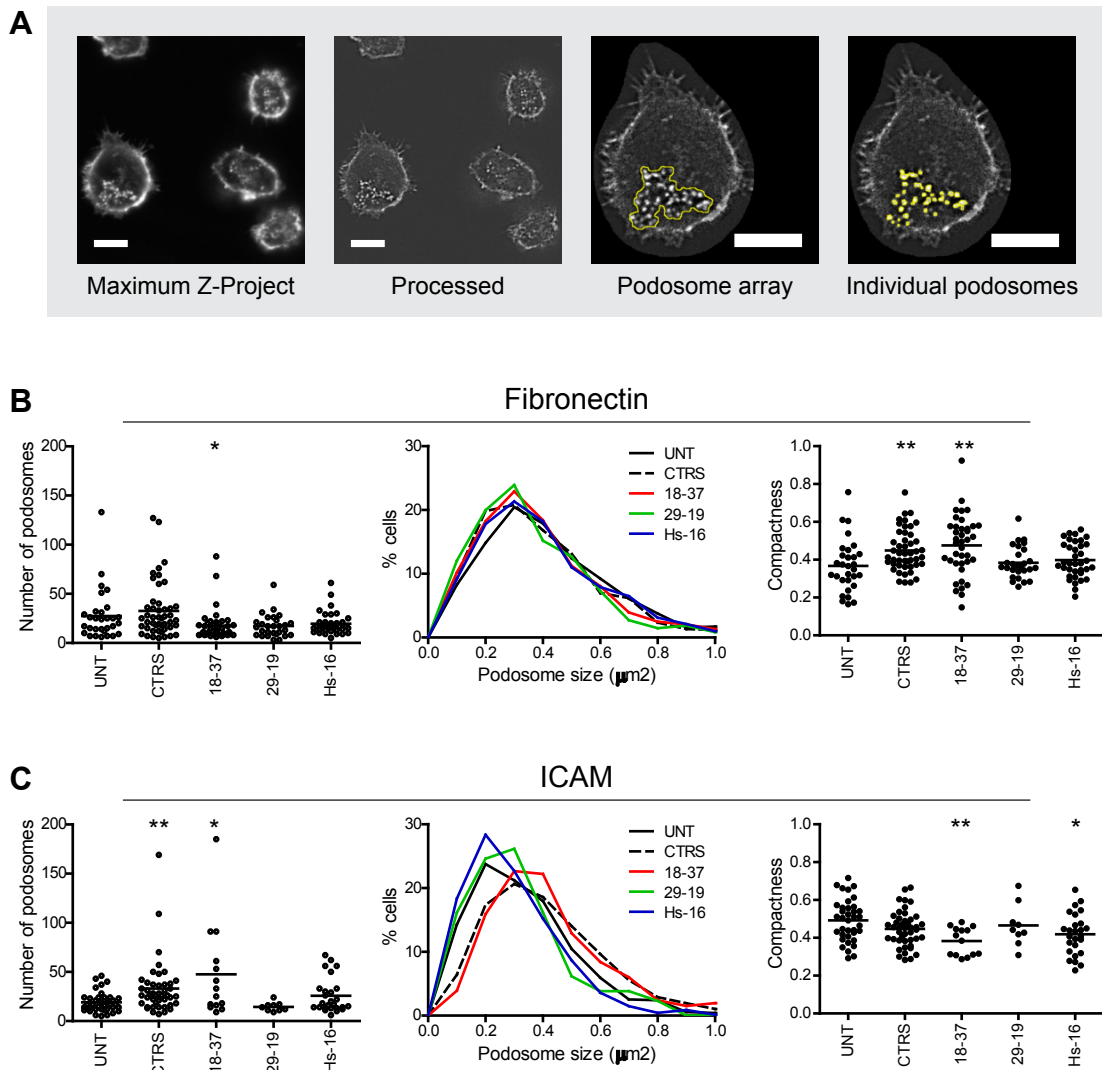 A
Maximum Z-Project
Processed
Podosome array
Individual podosomes
B
Fibronectin
Number of podosomes
200
150
100
50
0
*
UNT
CTRS
18-37
29-19
Hs-16
% cells
30
20
10
0
0.0 0.2 0.4 0.6 0.8 1.0
Podosome size (μm2)
UNT
CTRS
18-37
29-19
Hs-16
Compactness
1.0
0.8
0.6
0.4
0.2
0.0
** **
UNT
CTRS
18-37
29-19
Hs-16
C
ICAM
Number of podosomes
200
150
100
50
0
** *
UNT
CTRS
18-37
29-19
Hs-16
% cells
30
20
10
0
0.0 0.2 0.4 0.6 0.8 1.0
Podosome size (μm2)
UNT
CTRS
18-37
29-19
Hs-16
Compactness
1.0
0.8
0.6
0.4
0.2
0.0
** *
UNT
CTRS
18-37
29-19
Hs-16